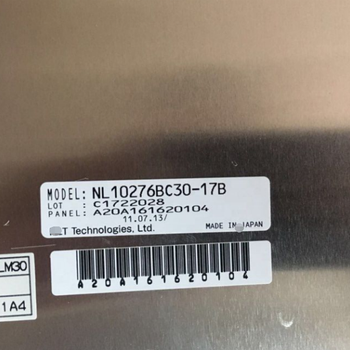 MODEL: NL10276BC30-17B
LOT : C1722028
PANEL: A20A161620104
11.07.13/
T Technologies, Ltd. MADE IN JAPAN
A20A161620104
LM30
1A4